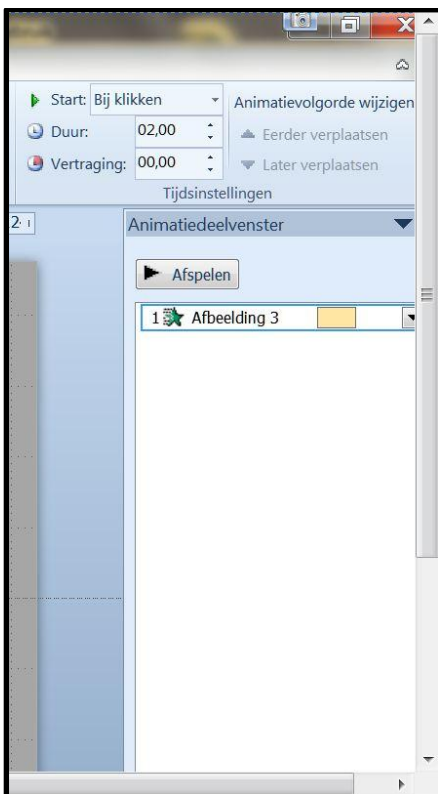 Start: Bij klikken
Duur: 02,00
Vertraging: 00,00
Animatievolgorde wijzigen
Eerder verplaatsen
Later verplaatsen
Tijdsinstellingen
2
Animatiedeelvenster
Afspelen
1 Afbeelding 3